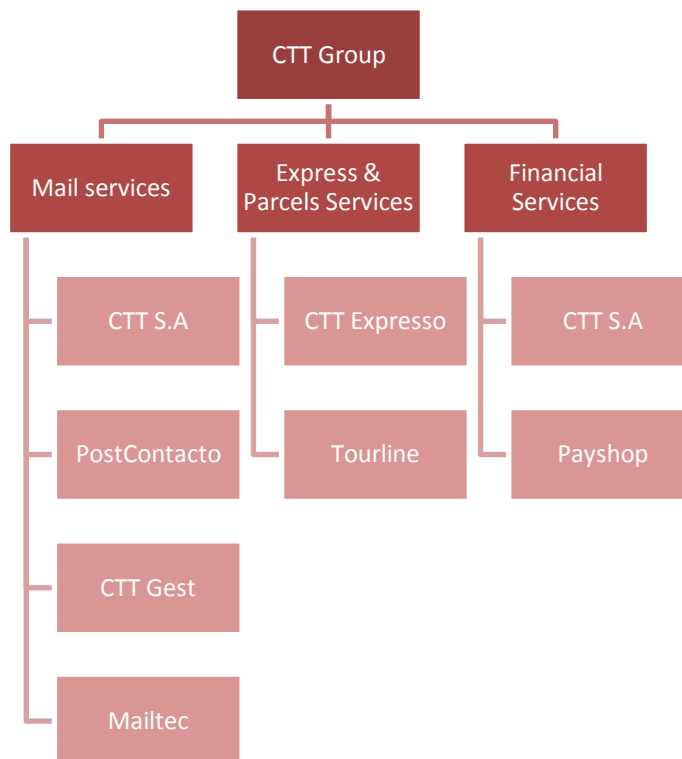 CTT Group
Mail services
Express &
Parcels Services
Financial
Services
CTT S.A
CTT Expresso
CTT S.A
PostContacto
Tourline
Payshop
CTT Gest
Mailtec